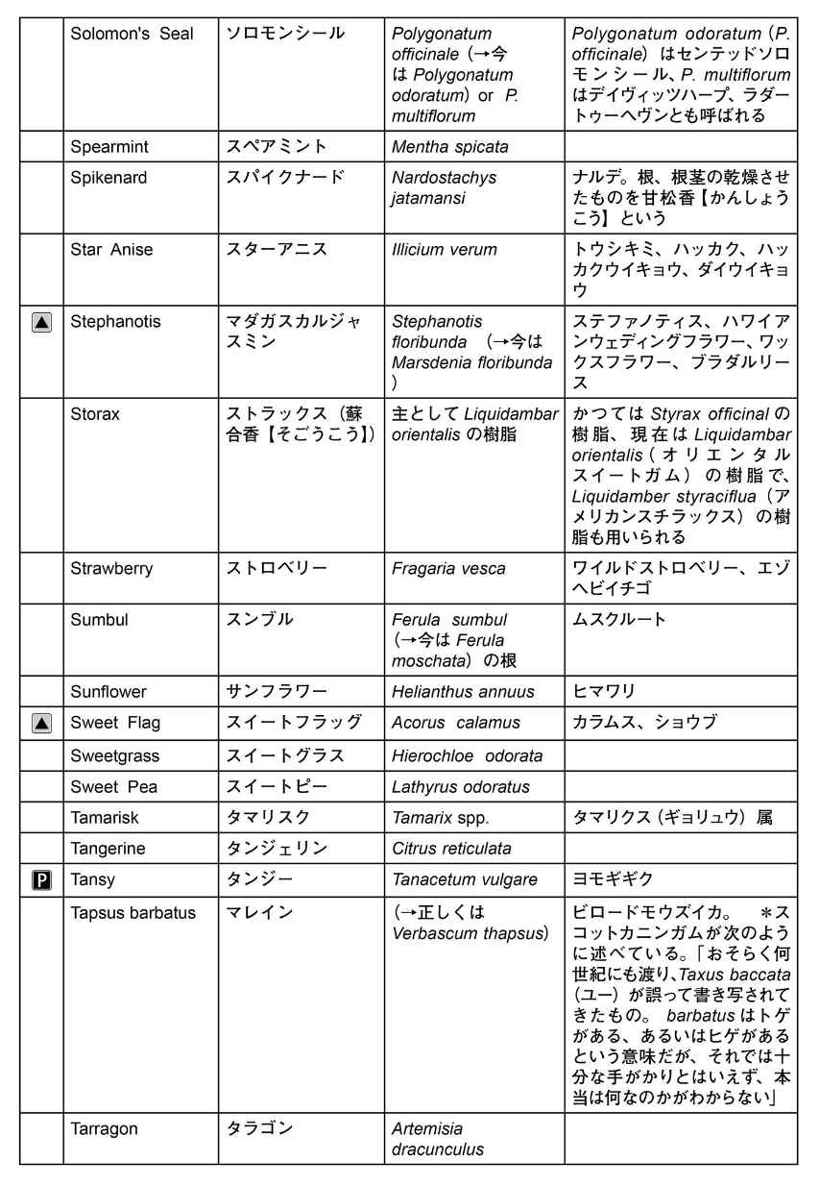 Solomon's Seal
ソロモンシール
Polygonatum
officinale（→今
は Polygonatum
odoratum）or P.
multiflorum
Polygonatum odoratum（P.
officinale）はセンテッドソロ
モンシール、P. multiflorum
はデイヴィッツハープ、ラダー
トゥーヘヴンとも呼ばれる
Spearmint
スペアミント
Mentha spicata
Spikenard
スパイクナード
Nardostachys
jatamansi
ナルデ。根、根茎の乾燥させ
たものを甘松香【かんしょう
こう】という
Star Anise
スターアニス
Illicium verum
トウシキミ、ハッカク、ハッ
カクウイキョウ、ダイウイキョ
ウ
▲
Stephanotis
マダガスカルジャ
スミン
Stephanotis
floribunda （→今は
Marsdenia floribunda
）
ステファノティス、ハワイア
ンウェディングフラワー、ワッ
クスフラワー、ブラダルリー
ス
Storax
ストラックス（蘇
合香【そごうこう】）
主として Liquidambar
orientalis の樹脂
かつては Styrax officinal の
樹脂、現在は Liquidambar
orientalis（オリエンタル
スイートガム）の樹脂で、
Liquidamber styraciflua（ア
メリカンスチラックス）の樹
脂も用いられる
Strawberry
ストロベリー
Fragaria vesca
ワイルドストロベリー、エゾ
ヘビイチゴ
Sumbul
スンブル
Ferula sumbul
（→今は Ferula
moschata）の根
ムスクルート
Sunflower
サンフラワー
Helianthus annuus
ヒマワリ
▲
Sweet Flag
スイートフラッグ
Acorus calamus
カラムス、ショウブ
Sweetgrass
スイートグラス
Hierochloe odorata
Sweet Pea
スイートピー
Lathyrus odoratus
Tamarisk
タマリスク
Tamarix spp.
タマリクス（ギョリュウ）属
Tangerine
タンジェリン
Citrus reticulata
P
Tansy
タンジー
Tanacetum vulgare
ヨモギギク
Tapsus barbatus
マレイン
（→正しくは
Verbascum thapsus）
ビロードモウズイカ。 ＊ス
コットカニンガムが次のよう
に述べている。「おそらく何
世紀にも渡り、Taxus baccata
（ユー）が誤って書き写されて
きたもの。 barbatus はトゲ
がある、あるいはヒゲがある
という意味だが、それでは十
分な手がかりとはいえず、本
当は何なのかがわからない」
Tarragon
タラゴン
Artemisia
dracunculus